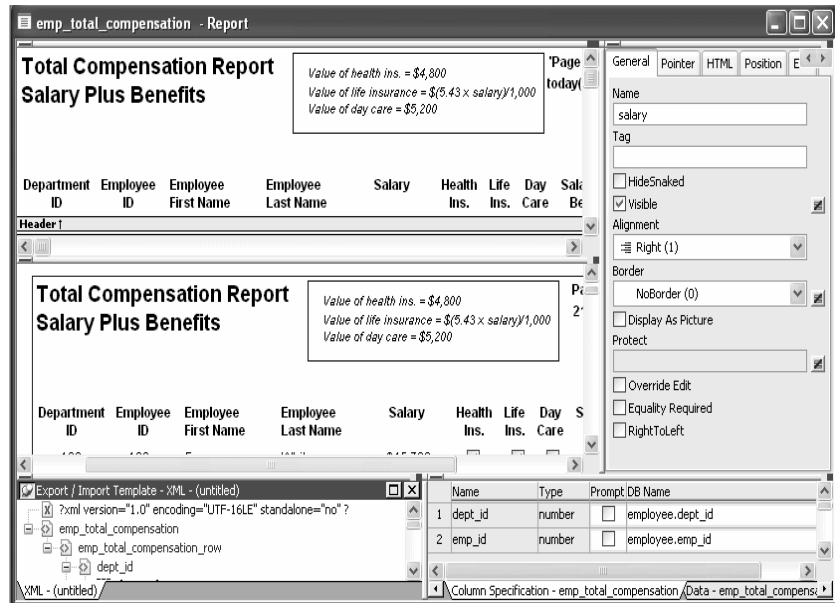 emp_total_compensation - Report
Total Compensation Report
Salary Plus Benefits
Value of health ins. = $4,800
Value of life insurance = $(5.43 x salary)/1,000
Value of day care = $5,200
'Page
today(
Department ID
Employee ID
Employee First Name
Employee Last Name
Salary
Health Ins.
Life Ins.
Day Care
Header↑
Total Compensation Report
Salary Plus Benefits
Value of health ins. = $4,800
Value of life insurance = $(5.43 x salary)/1,000
Value of day care = $5,200
Department ID
Employee ID
Employee First Name
Employee Last Name
Salary
Health Ins.
Life Ins.
Day Care
General
Pointer
HTML
Position
Name
salary
Tag
HideSnaked
Visible
Alignment
Right (1)
Border
NoBorder (0)
Display As Picture
Protect
Override Edit
Equality Required
RightToLeft
Export / Import Template - XML - (untitled)
?xml version="1.0" encoding="UTF-16LE" standalone="no" ?
emp_total_compensation
emp_total_compensation_row
dept_id
XML - (untitled)
Name Type Prompt DB Name
1 dept_id number employee.dept_id
2 emp_id number employee.emp_id
Column Specification - emp_total_compensation
Data - emp_total_compens